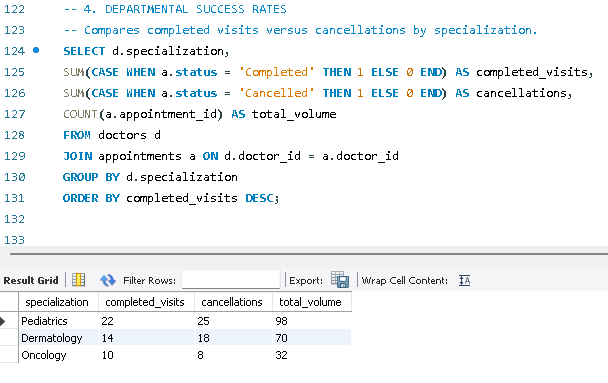 122 -- 4. DEPARTMENTAL SUCCESS RATES
123 -- Compares completed visits versus cancellations by specialization.
124 SELECT d.specialization,
125 SUM(CASE WHEN a.status = 'Completed' THEN 1 ELSE 0 END) AS completed_visits,
126 SUM(CASE WHEN a.status = 'Cancelled' THEN 1 ELSE 0 END) AS cancellations,
127 COUNT(a.appointment_id) AS total_volume
128 FROM doctors d
129 JOIN appointments a ON d.doctor_id = a.doctor_id
130 GROUP BY d.specialization
131 ORDER BY completed_visits DESC;
132
133
Result Grid Filter Rows: Export: Wrap Cell Content:
specialization completed_visits cancellations total_volume
Pediatrics 22 25 98
Dermatology 14 18 70
Oncology 10 8 32